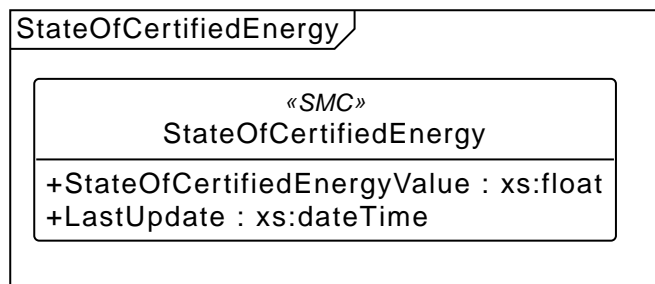 StateOfCertifiedEnergy
«SMC»
StateOfCertifiedEnergy
+StateOfCertifiedEnergyValue : xs:float
+LastUpdate : xs:dateTime